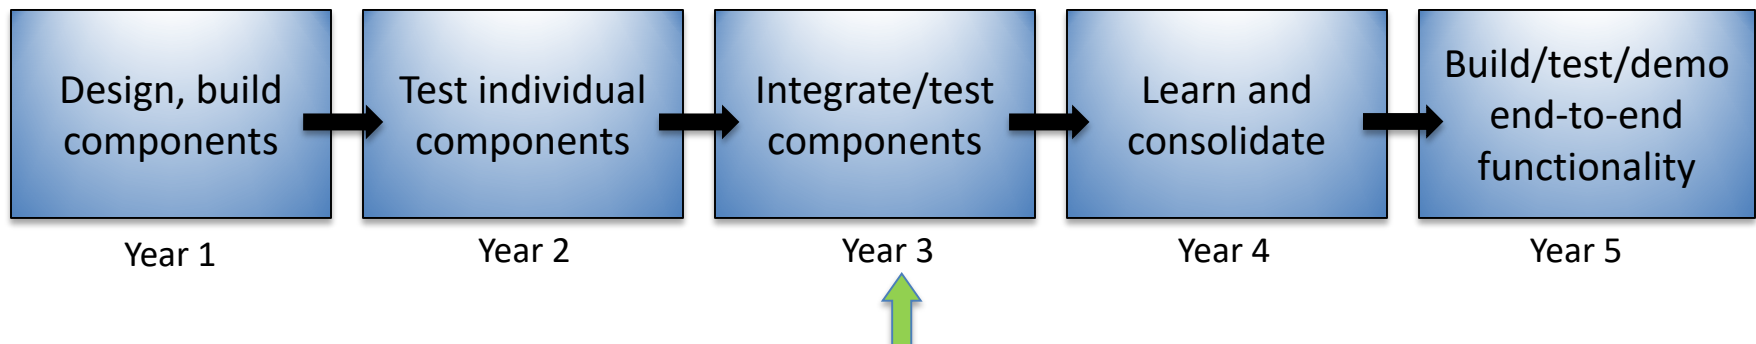 Design, build
components
Year 1
Test individual
components
Year 2
Integrate/test
components
Year 3
Learn and
consolidate
Year 4
Build/test/demo
end-to-end
functionality
Year 5